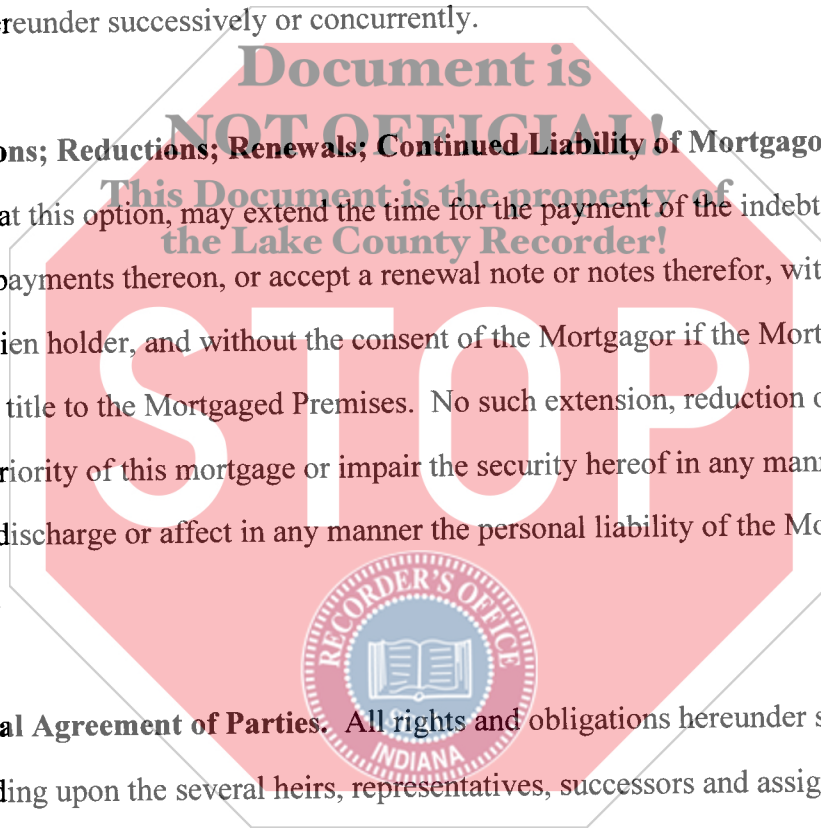 reunder successively or concurrently.
Document is
NOT OFFICIAL!
ons; Reductions; Renewals; Continued Liability of Mortgago
This Document is the property of
at this option, may extend the time for the payment of the indebt
the Lake County Recorder!
payments thereon, or accept a renewal note or notes therefor, wit
ien holder, and without the consent of the Mortgagor if the Mort
title to the Mortgaged Premises. No such extension, reduction o
riority of this mortgage or impair the security hereof in any man
discharge or affect in any manner the personal liability of the Mo
STOP
RECORDER'S OFFICE
INDIANA
al Agreement of Parties. All rights and obligations hereunder s
ding upon the several heirs, representatives, successors and assig